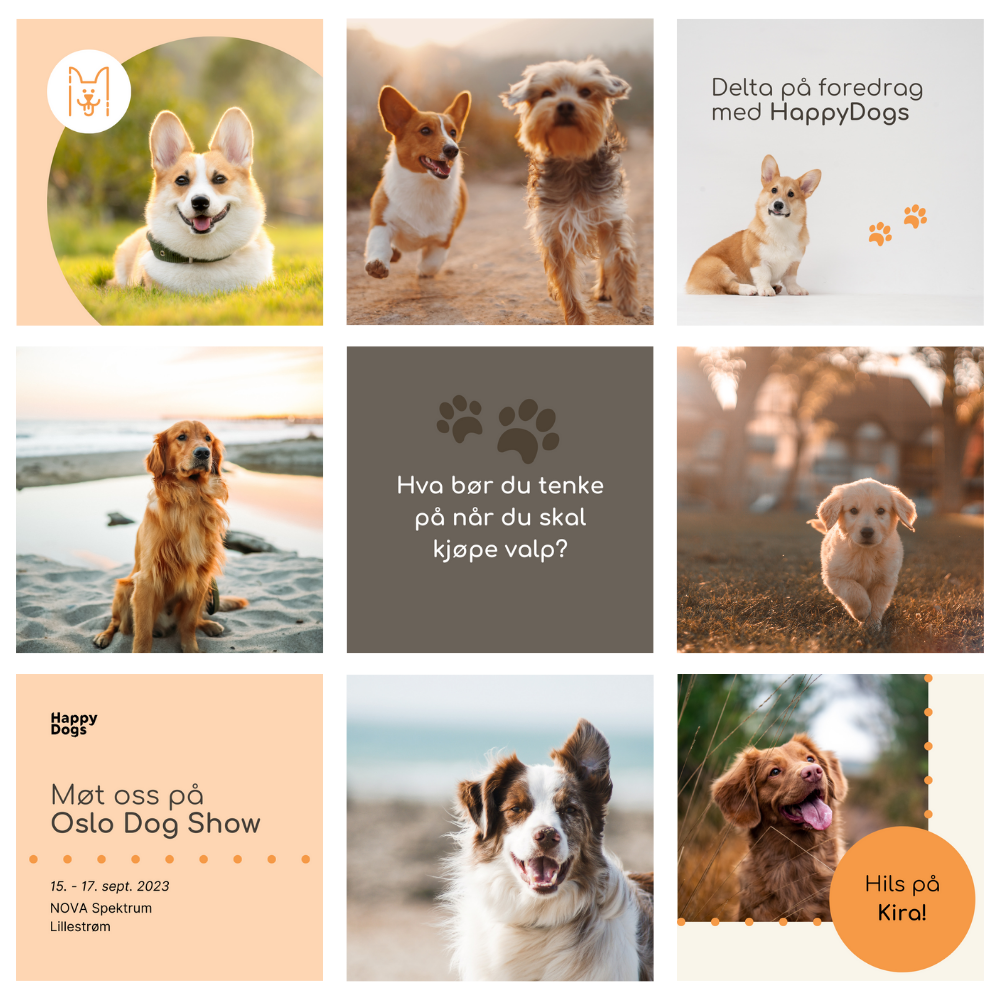 Delta på foredrag
med HappyDogs
Hva bør du tenke
på når du skal
kjøpe valp?
Happy
Dogs
Møt oss på
Oslo Dog Show
15. - 17. sept. 2023
NOVA Spektrum
Lillestrøm
Hils på
Kira!